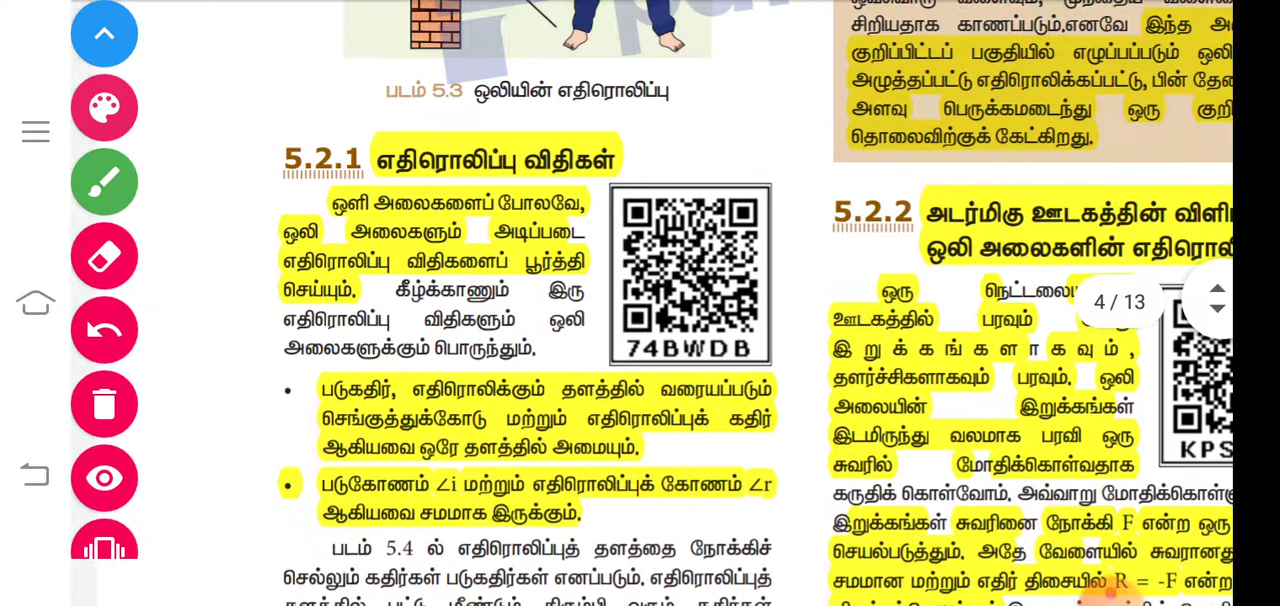 படம் 5.3 ஒலியின் எதிரொலிப்பு
5.2.1 எதிரொலிப்பு விதிகள்
ஒளி அலைகளைப் போலவே,
ஒலி அலைகளும் அடிப்படை
எதிரொலிப்பு விதிகளைப் பூர்த்தி
செய்யும். கீழ்க்காணும் இரு
எதிரொலிப்பு விதிகளும் ஒலி
அலைகளுக்கும் பொருந்தும்.
74BWDB
• படுகதிர், எதிரொலிக்கும் தளத்தில் வரையப்படும்
செங்குத்துக்கோடு மற்றும் எதிரொலிப்புக் கதிர்
ஆகியவை ஒரே தளத்தில் அமையும்.
• படுகோணம் ∠i மற்றும் எதிரொலிப்புக் கோணம் ∠r
ஆகியவை சமமாக இருக்கும்.
படம் 5.4 ல் எதிரொலிப்புத் தளத்தை நோக்கிச்
செல்லும் கதிர்கள் படுகதிர்கள் எனப்படும். எதிரொலிப்புத்
சிறியதாக காணப்படும்.எனவே இந்த
குறிப்பிட்டப் பகுதியில் எழுப்பப்படும் ஒலி
அழுத்தப்பட்டு எதிரொலிக்கப்பட்டு, பின்
அளவு பெருக்கமடைந்து ஒரு
தொலைவிற்குக் கேட்கிறது.
5.2.2 அடர்மிகு ஊடகத்தின்
ஒலி அலைகளின்
ஒரு
ஊடகத்தில் பரவும்
இறுக்கங்களாகவும்,
தளர்ச்சிகளாகவும் பரவும். ஒலி
அலையின் இறுக்கங்கள்
இடமிருந்து வலமாக பரவி ஒரு
சுவரில் மோதிக்கொள்வதாக
KPS
கருதிக் கொள்வோம். அவ்வாறு
இறுக்கங்கள் சுவரினை நோக்கி F என்ற ஒரு
செயல்படுத்தும். அதே வேளையில்
சமமான மற்றும் எதிர் திசையில் R = -F என்ற
4 / 13